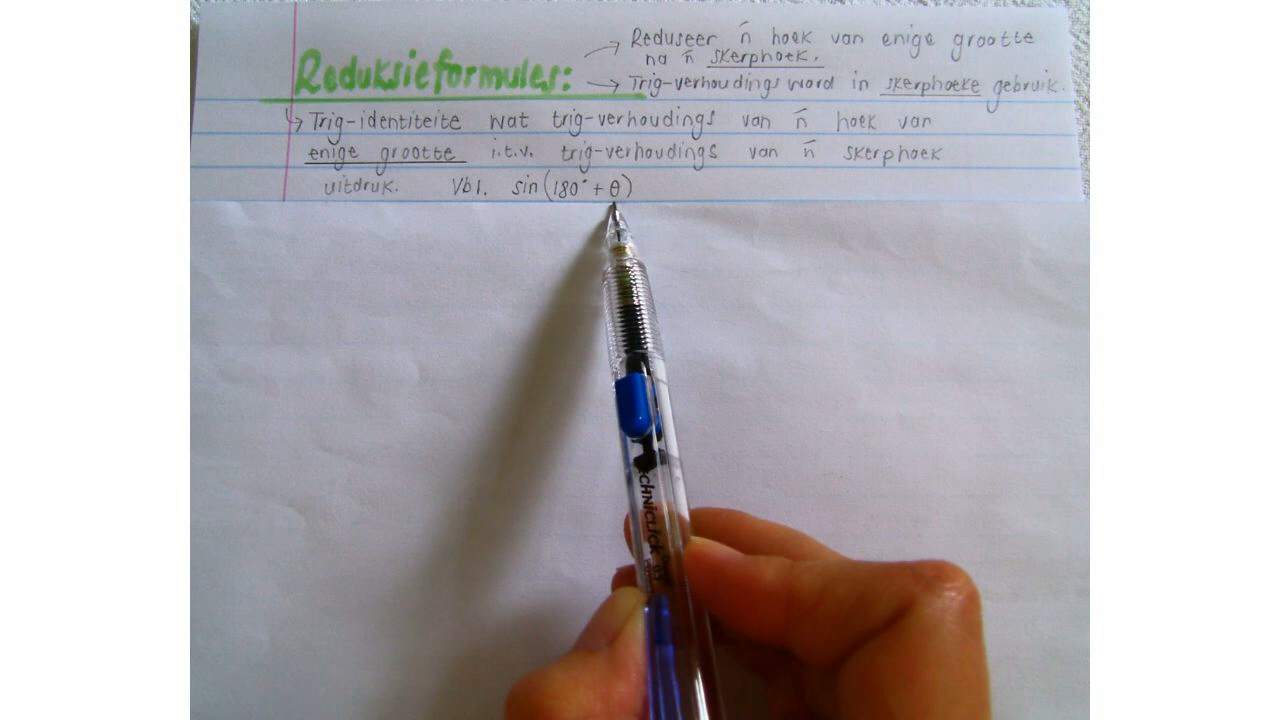 Reduksieformules:
→ Reduseer ń hoek van enige grootte
na ń skerphoek.
→ Trig-verhoudings word in skerphoeke gebruik.
↳ Trig-identiteite wat trig-verhoudings van ń hoek van
enige grootte i.t.v. trig-verhoudings van ń skerphoek
uitdruk. Vb1. sin(180° + θ)